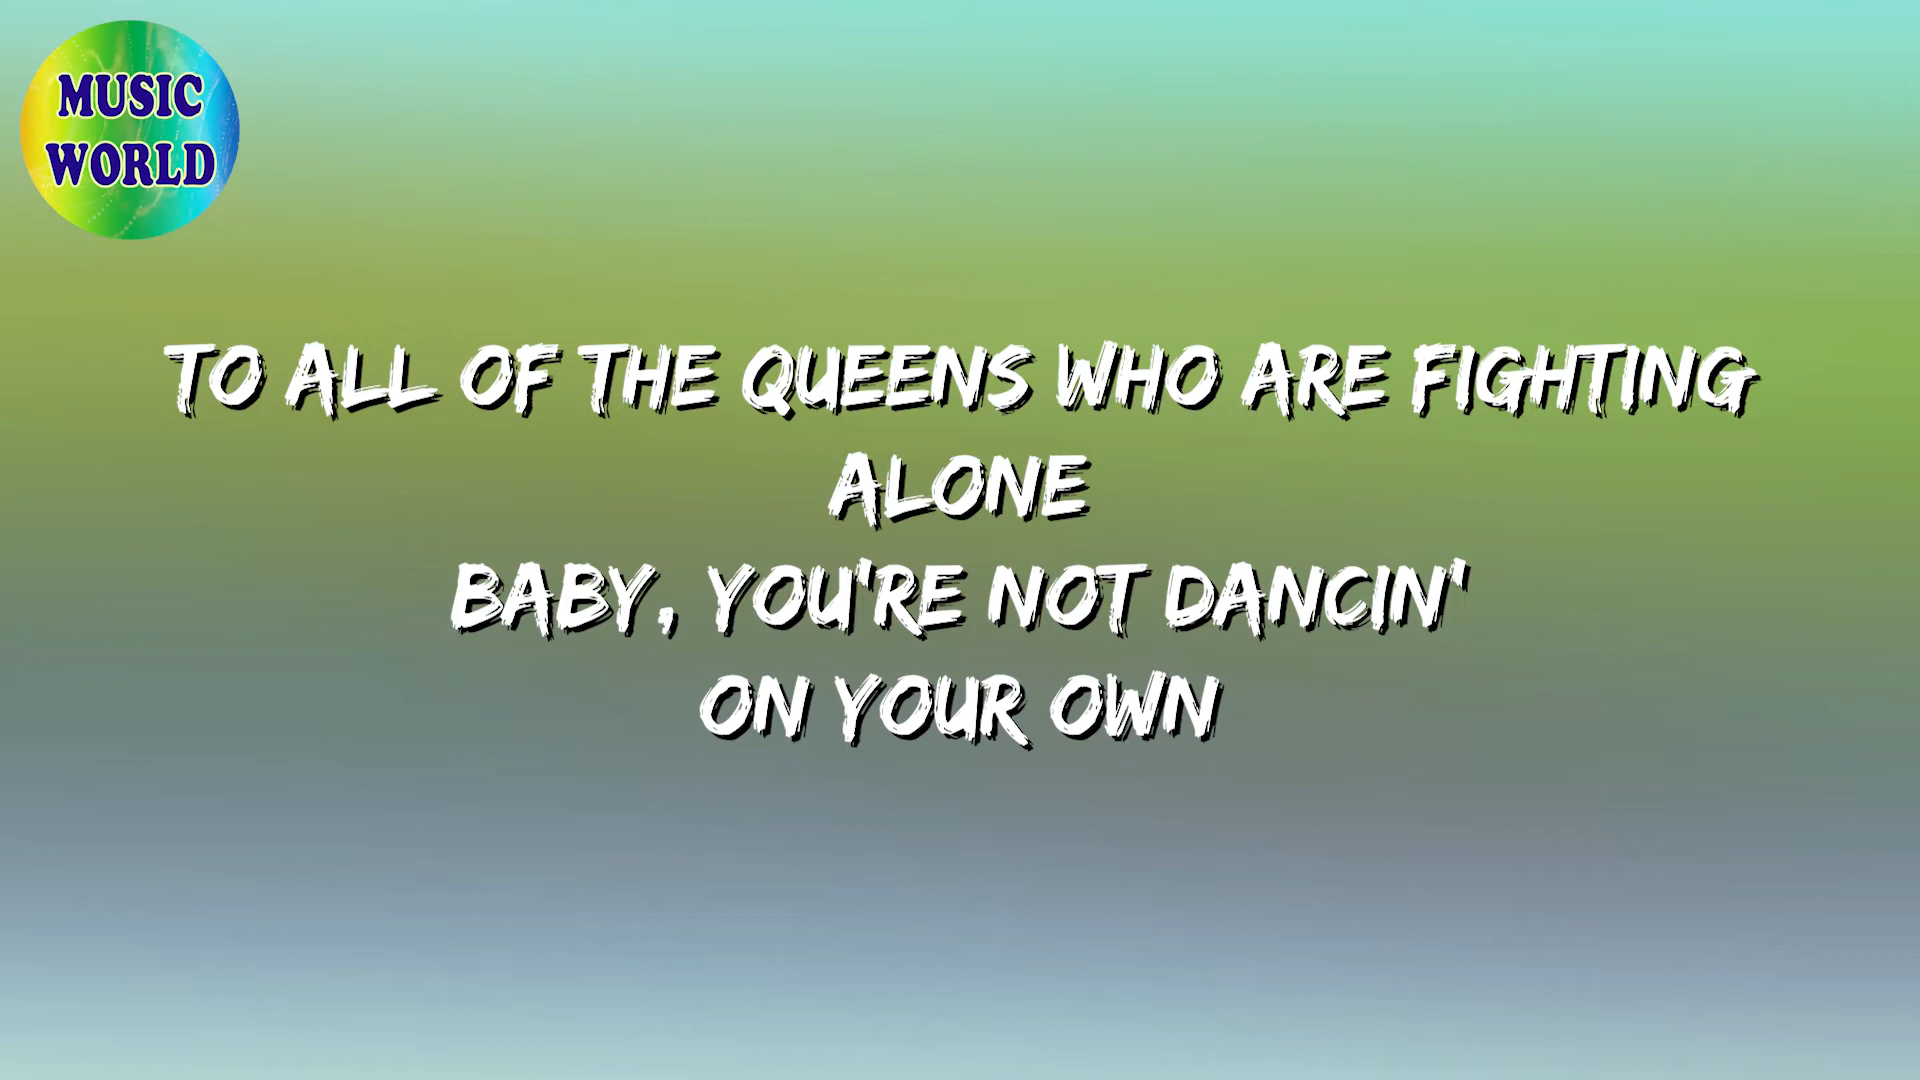 MUSIC
WORLD
TO ALL OF THE QUEENS WHO ARE FIGHTING
ALONE
BABY, YOU'RE NOT DANCIN'
ON YOUR OWN